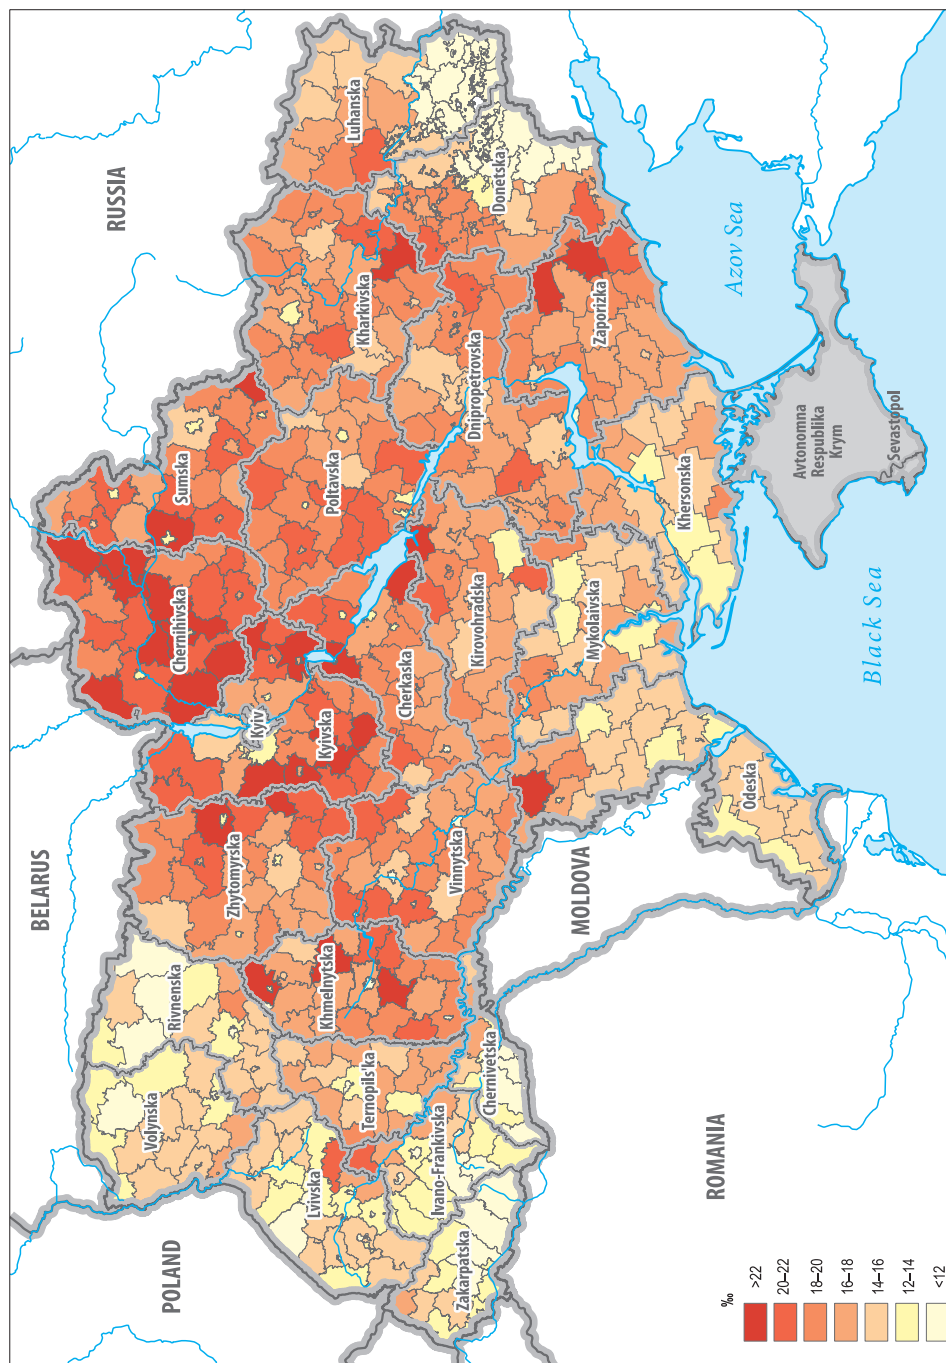 RUSSIA
BELARUS
POLAND
Luhanska
Donetska
Kharkivska
Sumska
Poltavska
Dnipropetrovska
Zaporizka
Azov Sea
Chernihivska
Kyiv
Kyivska
Cherkaska
Kirovohradska
Mykolaivska
Khersonska
Avtonomna
Respublika
Krym
Sevastopol
Black Sea
Zhytomyrska
Vinnytska
Odeska
MOLDOVA
Rivnenska
Khmelnytska
Volynska
Ternopils'ka
Chernivetska
Lvivska
Ivano-Frankivska
Zakarpatska
ROMANIA
‰
>22
20–22
18–20
16–18
14–16
12–14
<12